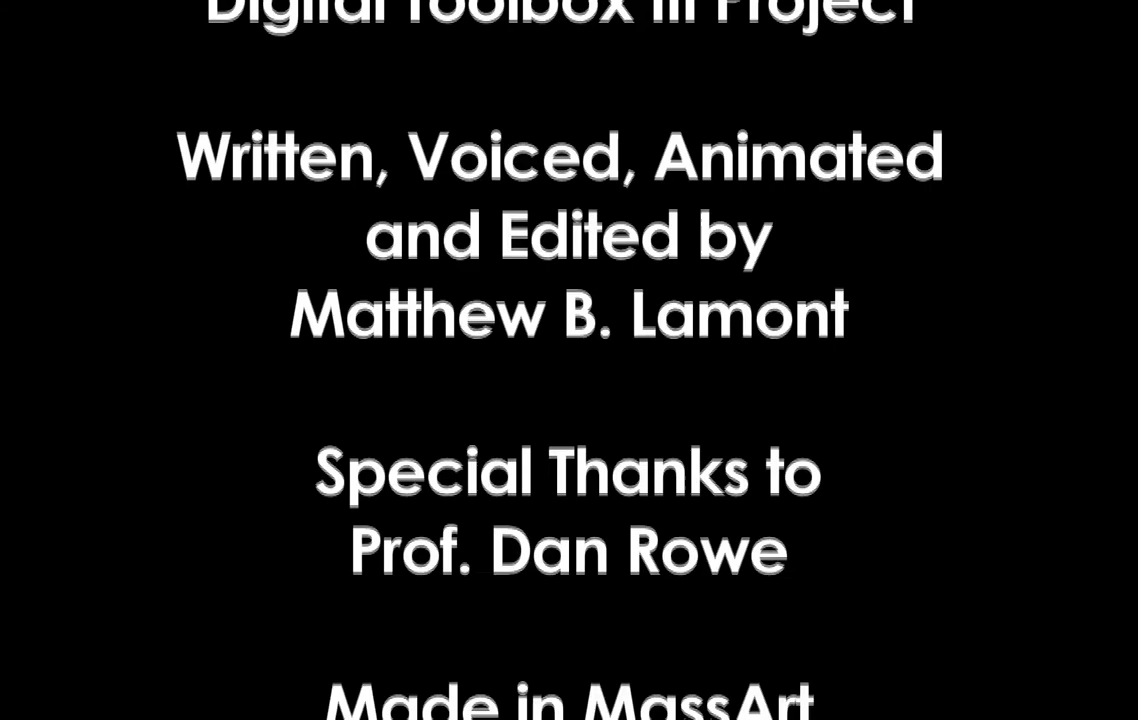 Digital Toolbox III Project
Written, Voiced, Animated
and Edited by
Matthew B. Lamont
Special Thanks to
Prof. Dan Rowe
Made in MassArt